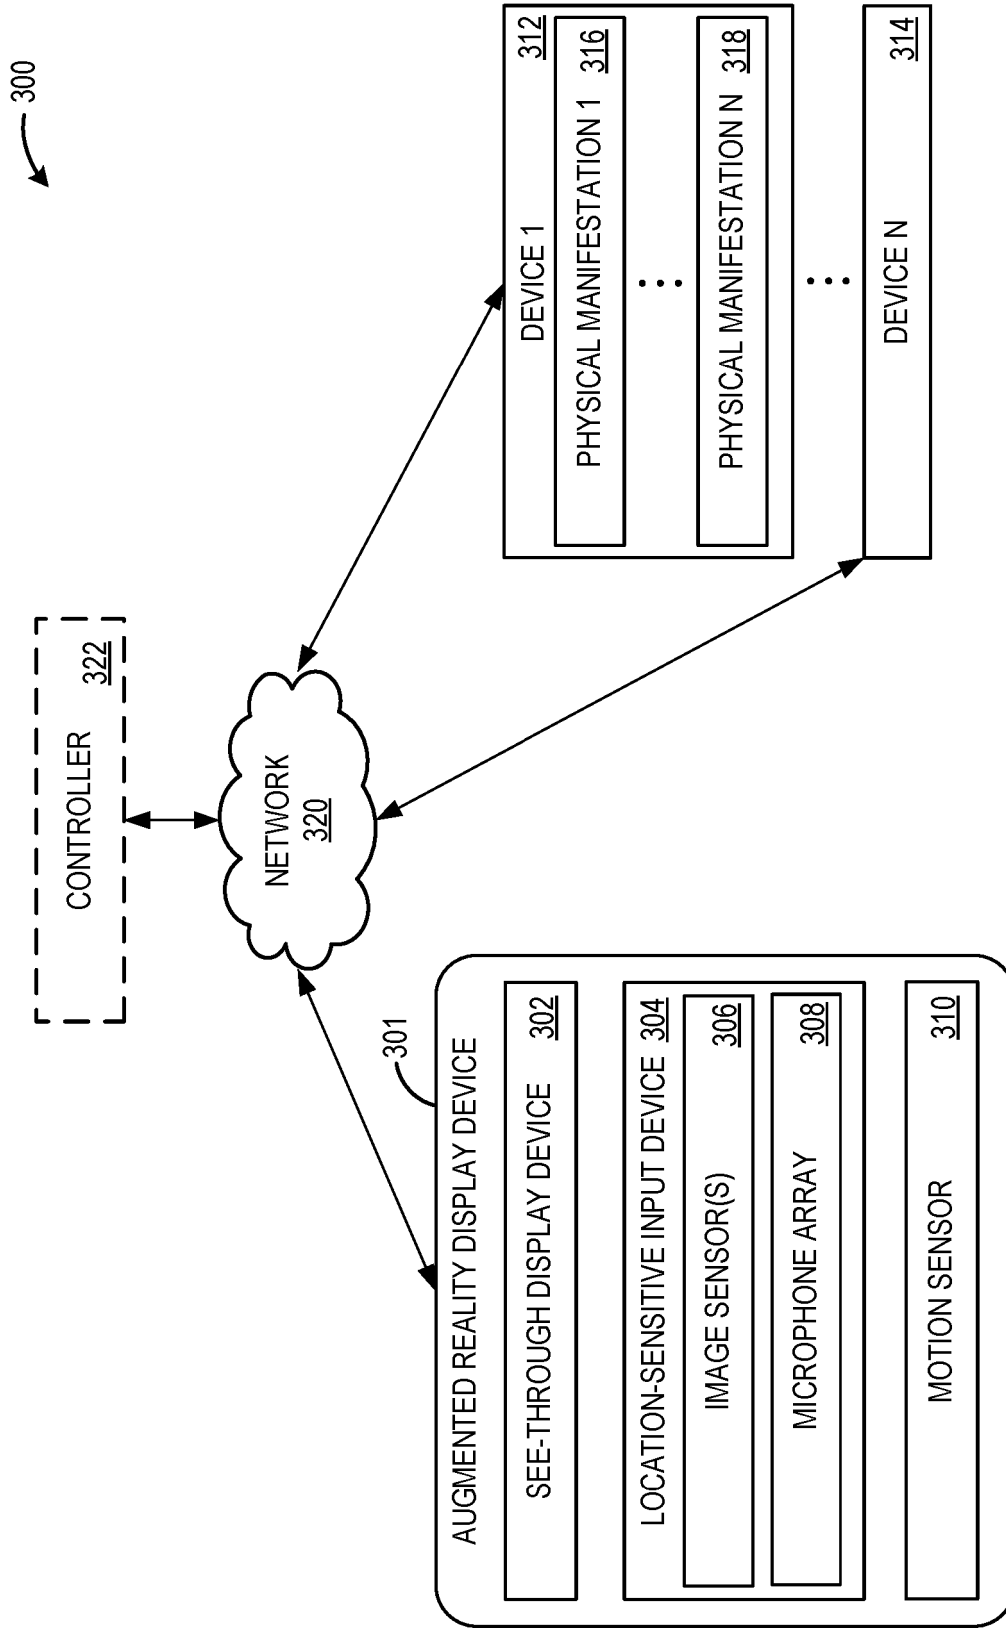 300
CONTROLLER
322
NETWORK
320
301
AUGMENTED REALITY DISPLAY DEVICE
SEE-THROUGH DISPLAY DEVICE 302
LOCATION-SENSITIVE INPUT DEVICE 304
IMAGE SENSOR(S) 306
MICROPHONE ARRAY 308
MOTION SENSOR 310
DEVICE 1 312
PHYSICAL MANIFESTATION 1 316
PHYSICAL MANIFESTATION N 318
DEVICE N 314